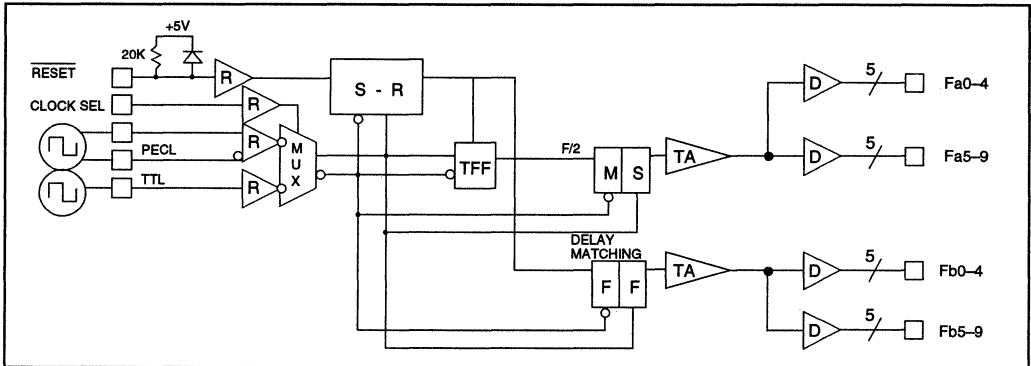 +5V
20K
RESET
R
S - R
5
D
Fa0–4
CLOCK SEL
R
M
U
X
R
PECL
F/2
TFF
M S
TA
5
D
Fa5–9
TTL
R
DELAY
MATCHING
F F
TA
5
D
Fb0–4
5
D
Fb5–9